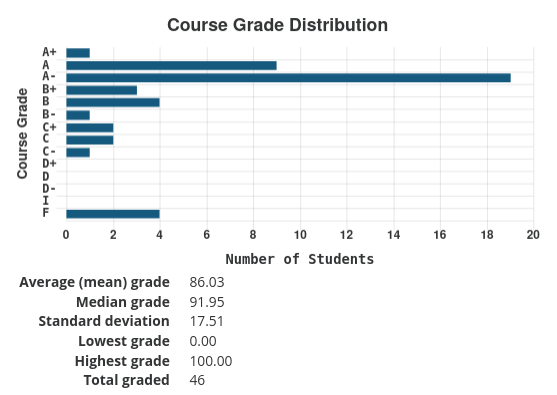 Course Grade Distribution
Course Grade
A+
A
A-
B+
B
B-
C+
C
C-
D+
D
D-
I
F
0 2 4 6 8 10 12 14 16 18 20
Number of Students
Average (mean) grade 86.03
Median grade 91.95
Standard deviation 17.51
Lowest grade 0.00
Highest grade 100.00
Total graded 46